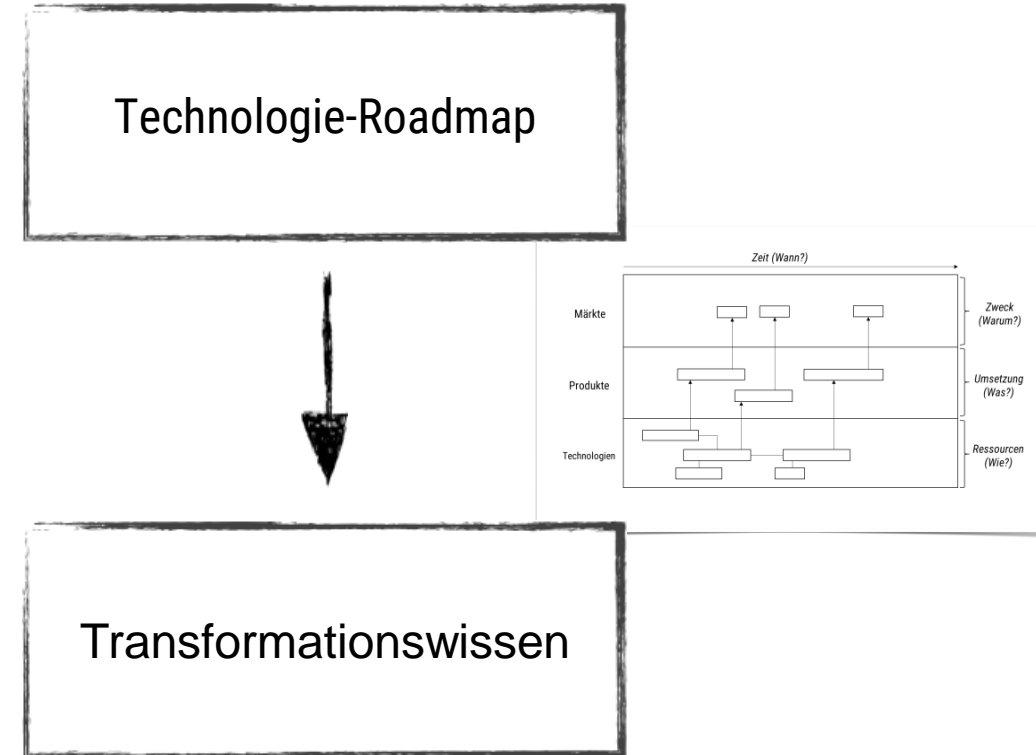 Technologie-Roadmap
Zeit (Wann?)
Märkte
Zweck
(Warum?)
Produkte
Umsetzung
(Was?)
Technologien
Ressourcen
(Wie?)
Transformationswissen